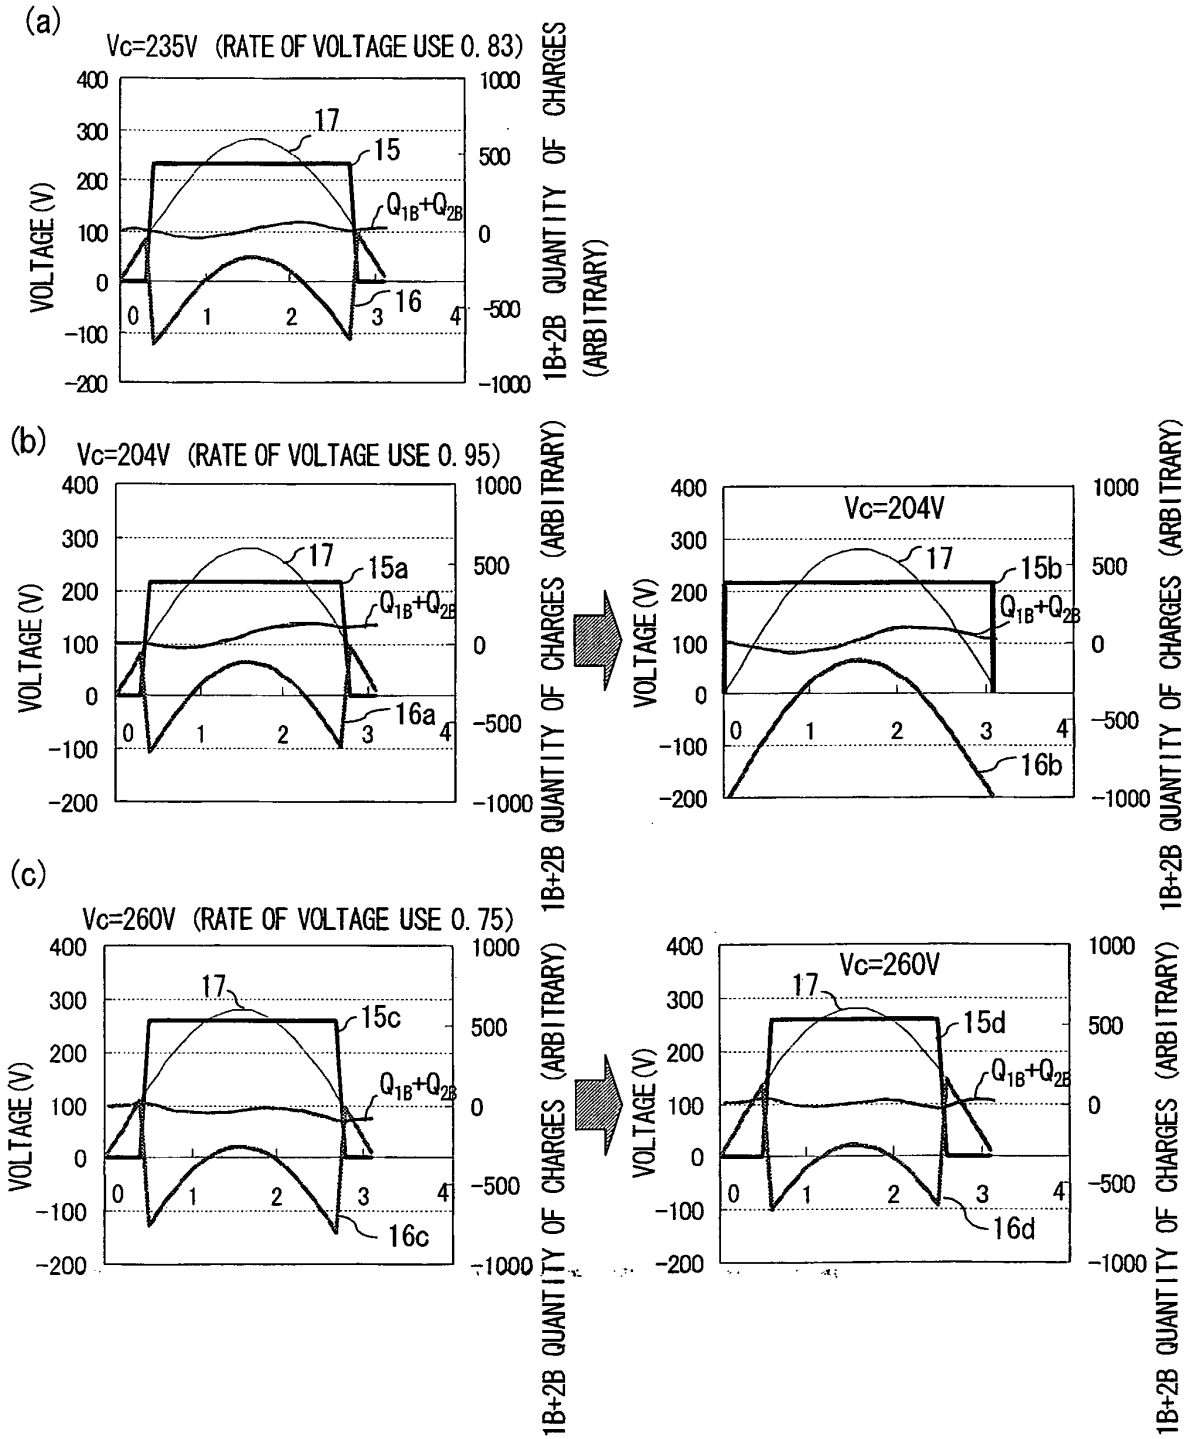 (a)
Vc=235V (RATE OF VOLTAGE USE 0.83)
400
300
200
100
0
-100
-200
VOLTAGE(V)
0
1
2
3
4
17
15
Q1B+Q2B
16
1000
500
0
-500
-1000
1B+2B QUANTITY OF CHARGES
(ARBITRARY)
(b)
Vc=204V (RATE OF VOLTAGE USE 0.95)
400
300
200
100
0
-100
-200
VOLTAGE(V)
0
1
2
3
4
17
15a
Q1B+Q2B
16a
1000
500
0
-500
-1000
1B+2B QUANTITY OF CHARGES (ARBITRARY)
Vc=204V
400
300
200
100
0
-100
-200
VOLTAGE(V)
0
1
2
3
4
17
15b
Q1B+Q2B
16b
1000
500
0
-500
-1000
1B+2B QUANTITY OF CHARGES (ARBITRARY)
(c)
Vc=260V (RATE OF VOLTAGE USE 0.75)
400
300
200
100
0
-100
-200
VOLTAGE(V)
0
1
2
3
4
17
15c
Q1B+Q2B
16c
1000
500
0
-500
-1000
1B+2B QUANTITY OF CHARGES (ARBITRARY)
Vc=260V
400
300
200
100
0
-100
-200
VOLTAGE(V)
0
1
2
3
4
17
15d
Q1B+Q2B
16d
1000
500
0
-500
-1000
1B+2B QUANTITY OF CHARGES (ARBITRARY)